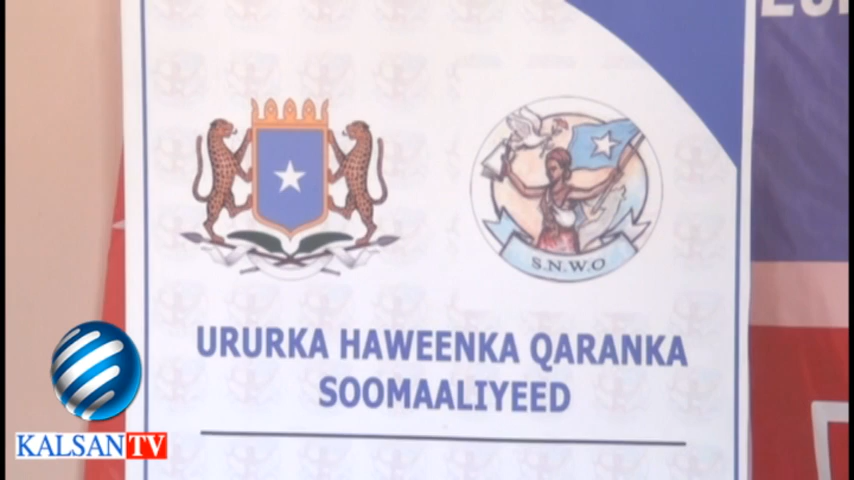 S.N.W.O
URURKA HAWEENKA QARANKA
SOOMAALIYEED
KALSAN TV